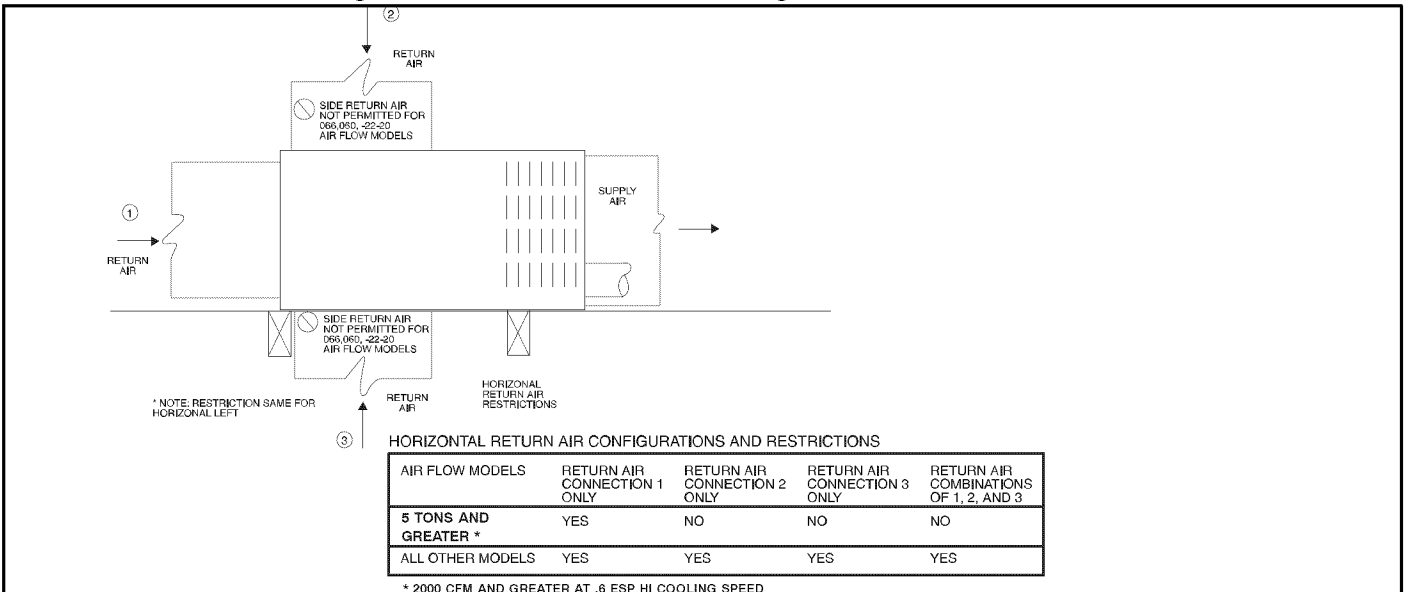 2
RETURN
AIR
SIDE RETURN AIR
NOT PERMITTED FOR
066,060, -22-20
AIR FLOW MODELS
SUPPLY
AIR
1
RETURN
AIR
SIDE RETURN AIR
NOT PERMITTED FOR
066,060, -22-20
AIR FLOW MODELS
* NOTE: RESTRICTION SAME FOR
HORIZONAL LEFT
RETURN
AIR
HORIZONAL
RETURN AIR
RESTRICTIONS
3
HORIZONTAL RETURN AIR CONFIGURATIONS AND RESTRICTIONS
AIR FLOW MODELS
RETURN AIR
CONNECTION 1
ONLY
RETURN AIR
CONNECTION 2
ONLY
RETURN AIR
CONNECTION 3
ONLY
RETURN AIR
COMBINATIONS
OF 1, 2, AND 3
5 TONS AND
GREATER *
YES
NO
NO
NO
ALL OTHER MODELS
YES
YES
YES
YES
* 2000 CFM AND GREATER AT .6 ESP HI COOLING SPEED